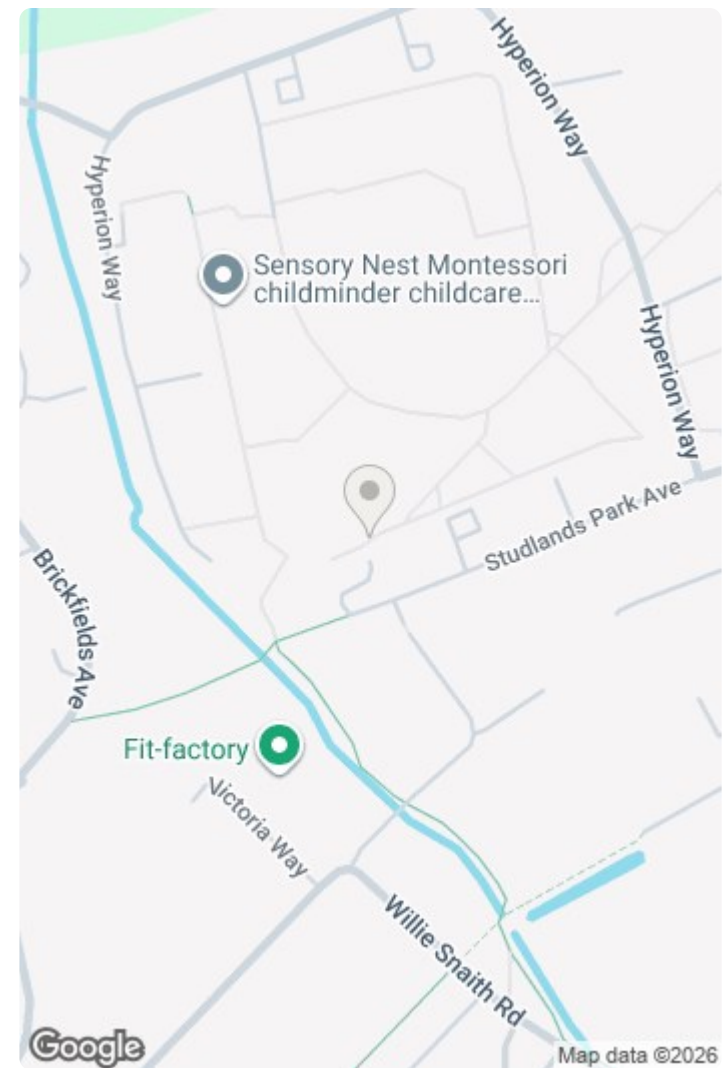 Hyperion Way
Hyperion Way
Sensory Nest Montessori
childminder childcare...
Hyperion Way
Studlands Park Ave
Brickfields Ave
Fit-factory
Victoria Way
Willie Snaith Rd
Google
Map data ©2026